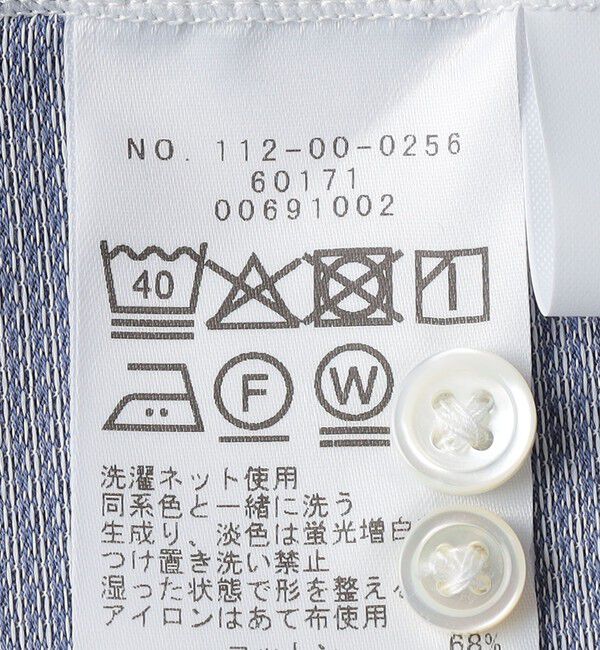 NO. 112-00-0256
60171
00691002
40
F W
洗濯ネット使用
同系色と一緒に洗う
生成り、淡色は蛍光増白
つけ置き洗い禁止
湿った状態で形を整え
アイロンはあて布使用
68%